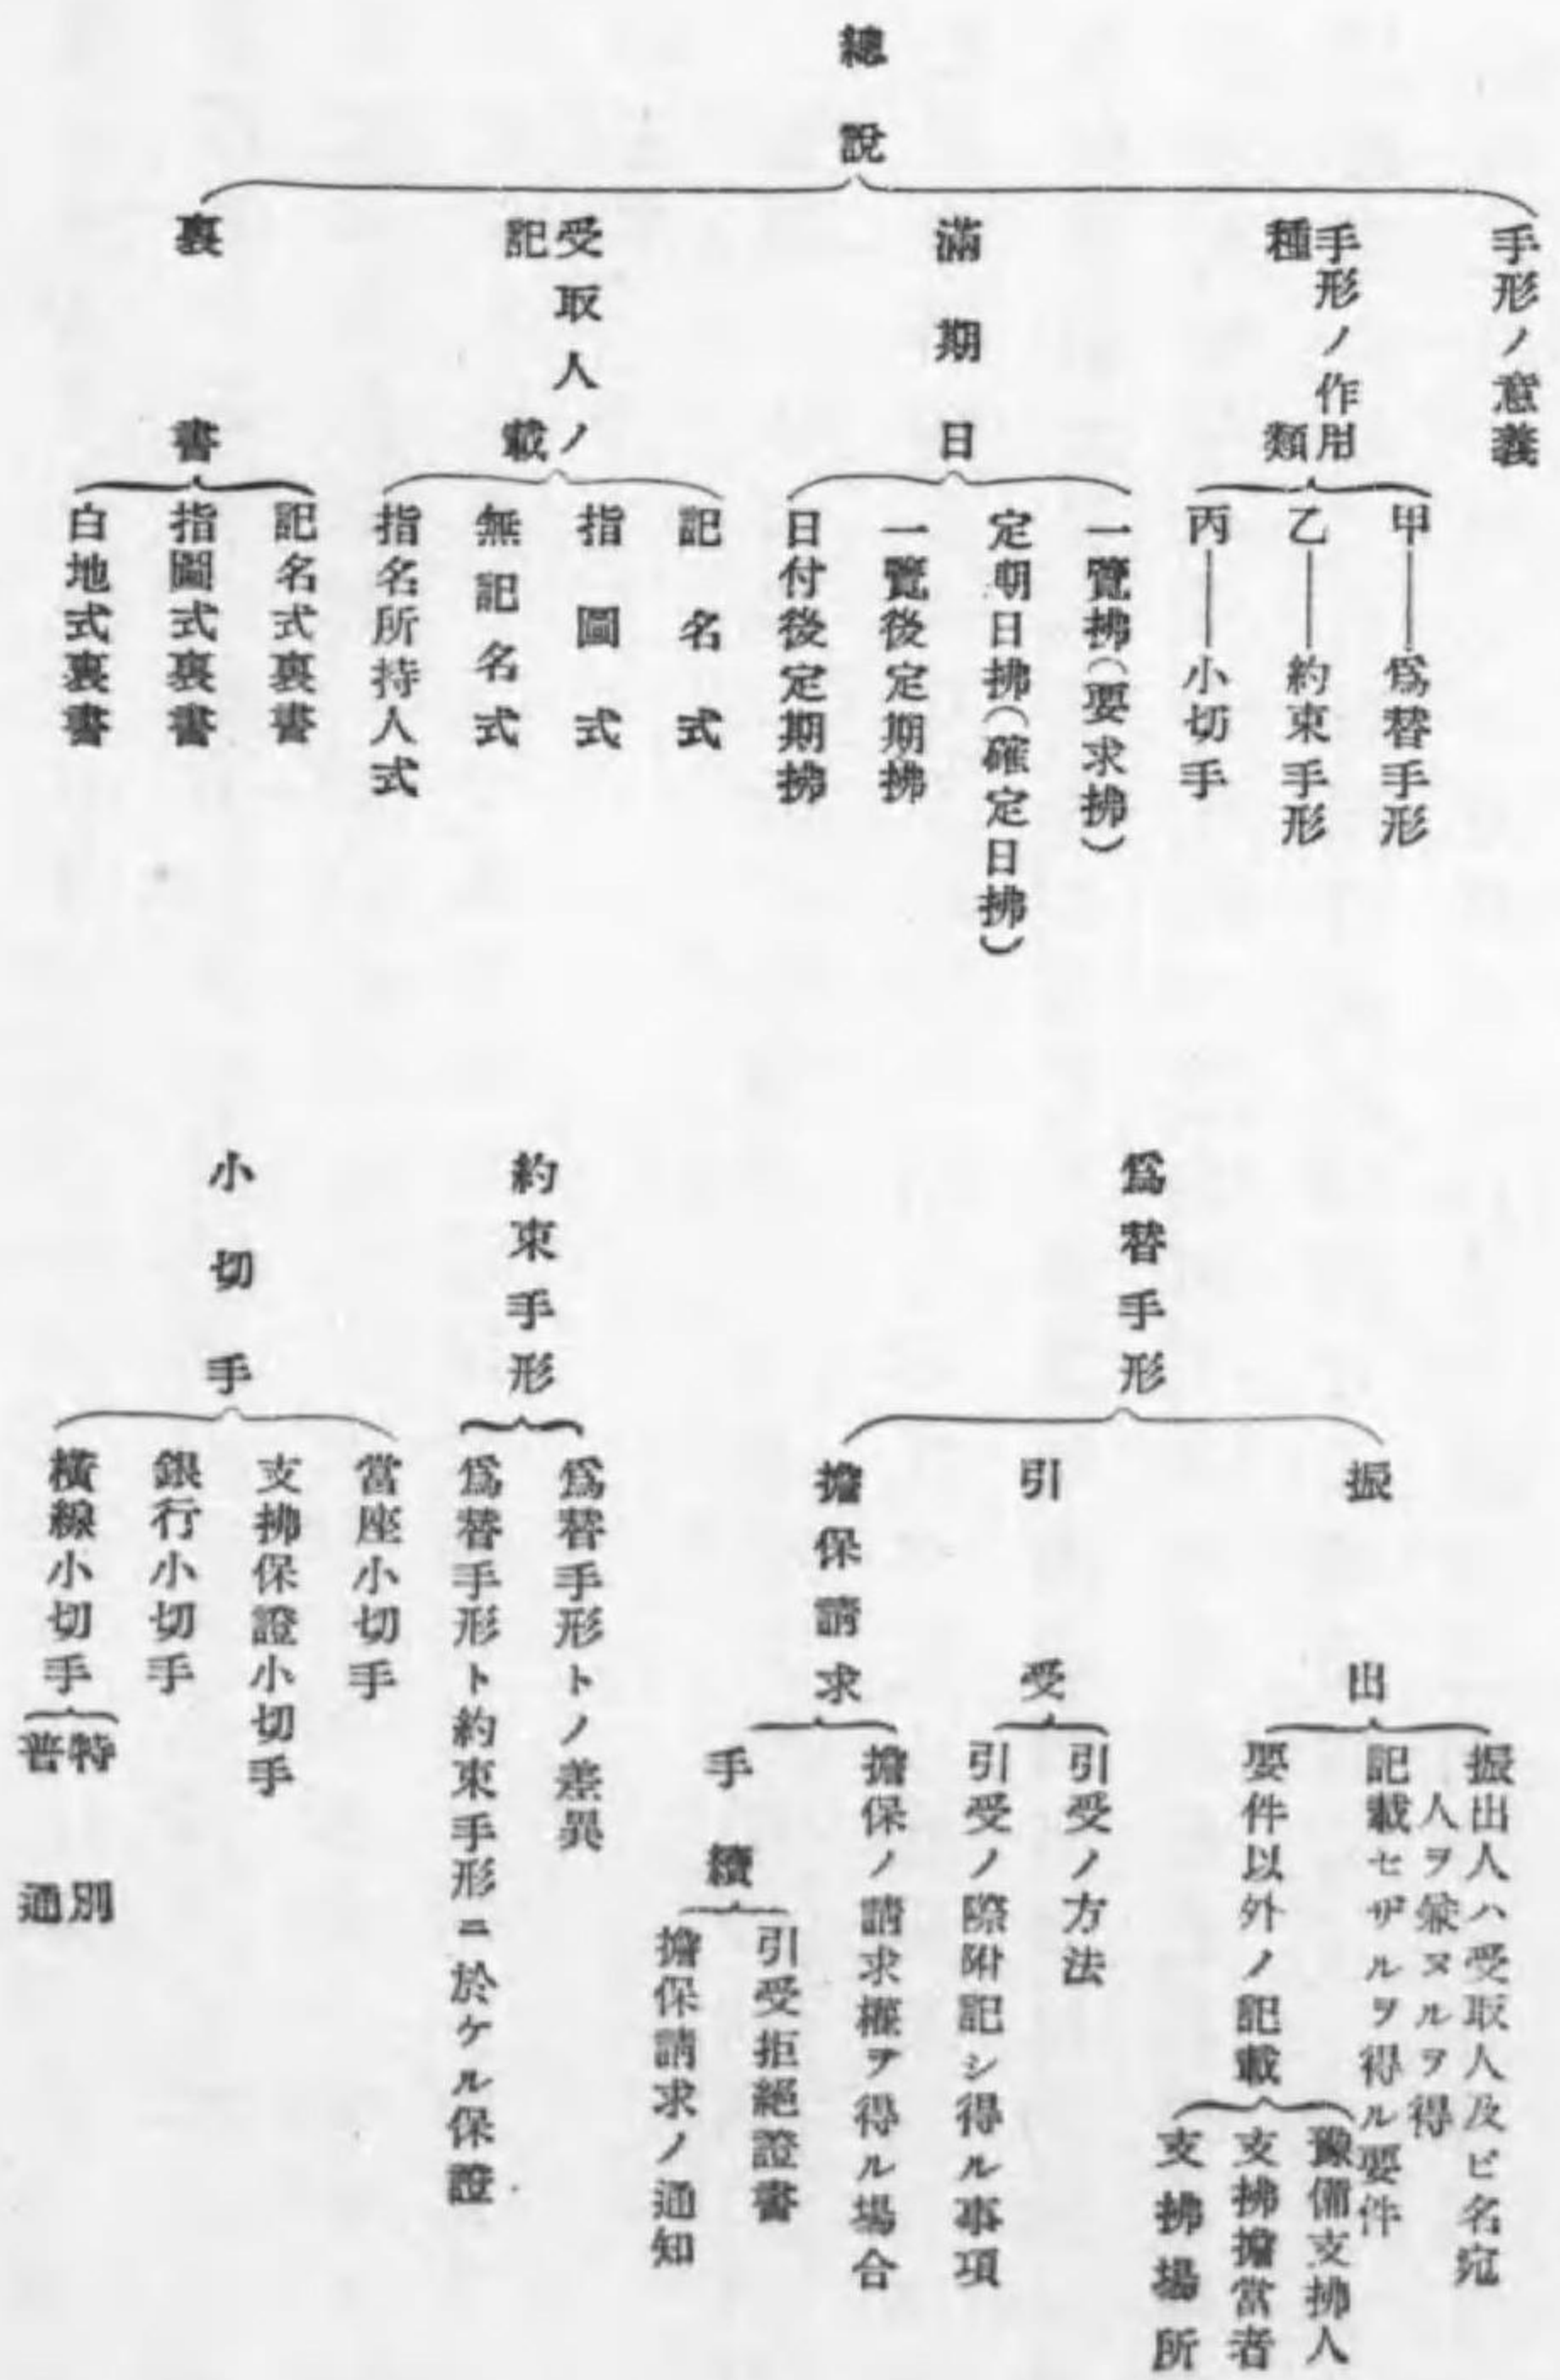 總說
手形ノ意義
手形ノ作用
種類
甲——爲替手形
乙——約束手形
丙——小切手
滿期日
一覽拂(要求拂)
定期日拂(確定日拂)
一覽後定期拂
日付後定期拂
受取人ノ
記載
記名式
指圖式
無記名式
指名所持人式
裏書
記名式裏書
指圖式裏書
白地式裏書
爲替手形
振出
振出人ハ受取人及ビ名宛
人ヲ兼ヌルヲ得
記載セザルヲ得ル要件
要件以外ノ記載
豫備支拂人
支拂擔當者
支拂場所
引受
引受ノ方法
引受ノ際附記シ得ル事項
擔保請求
擔保ノ請求權ヲ得ル場合
手續
引受拒絕證書
擔保請求ノ通知
約束手形
爲替手形トノ差異
爲替手形ト約束手形ニ於ケル保證
小切手
當座小切手
支拂保證小切手
銀行小切手
橫線小切手
特別
普通